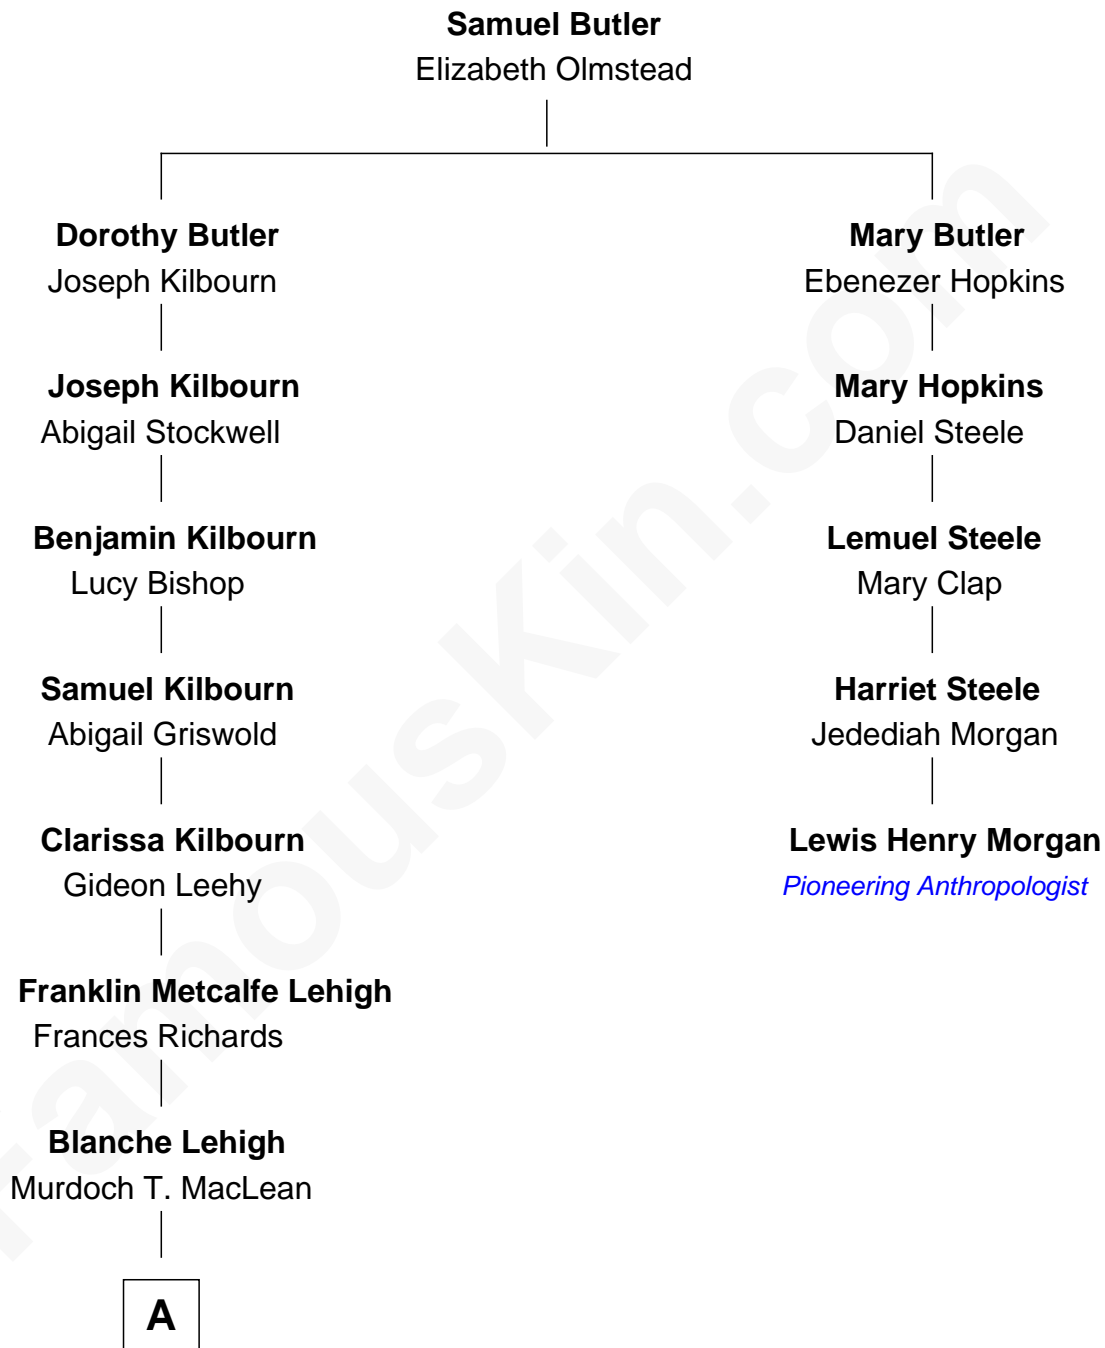 Samuel Butler
Elizabeth Olmstead
Dorothy Butler
Joseph Kilbourn
Mary Butler
Ebenezer Hopkins
Joseph Kilbourn
Abigail Stockwell
Mary Hopkins
Daniel Steele
Benjamin Kilbourn
Lucy Bishop
Lemuel Steele
Mary Clap
Samuel Kilbourn
Abigail Griswold
Harriet Steele
Jedediah Morgan
Clarissa Kilbourn
Gideon Leehy
Lewis Henry Morgan
Pioneering Anthropologist
Franklin Metcalfe Lehigh
Frances Richards
Blanche Lehigh
Murdoch T. MacLean
A
FamousKin.com